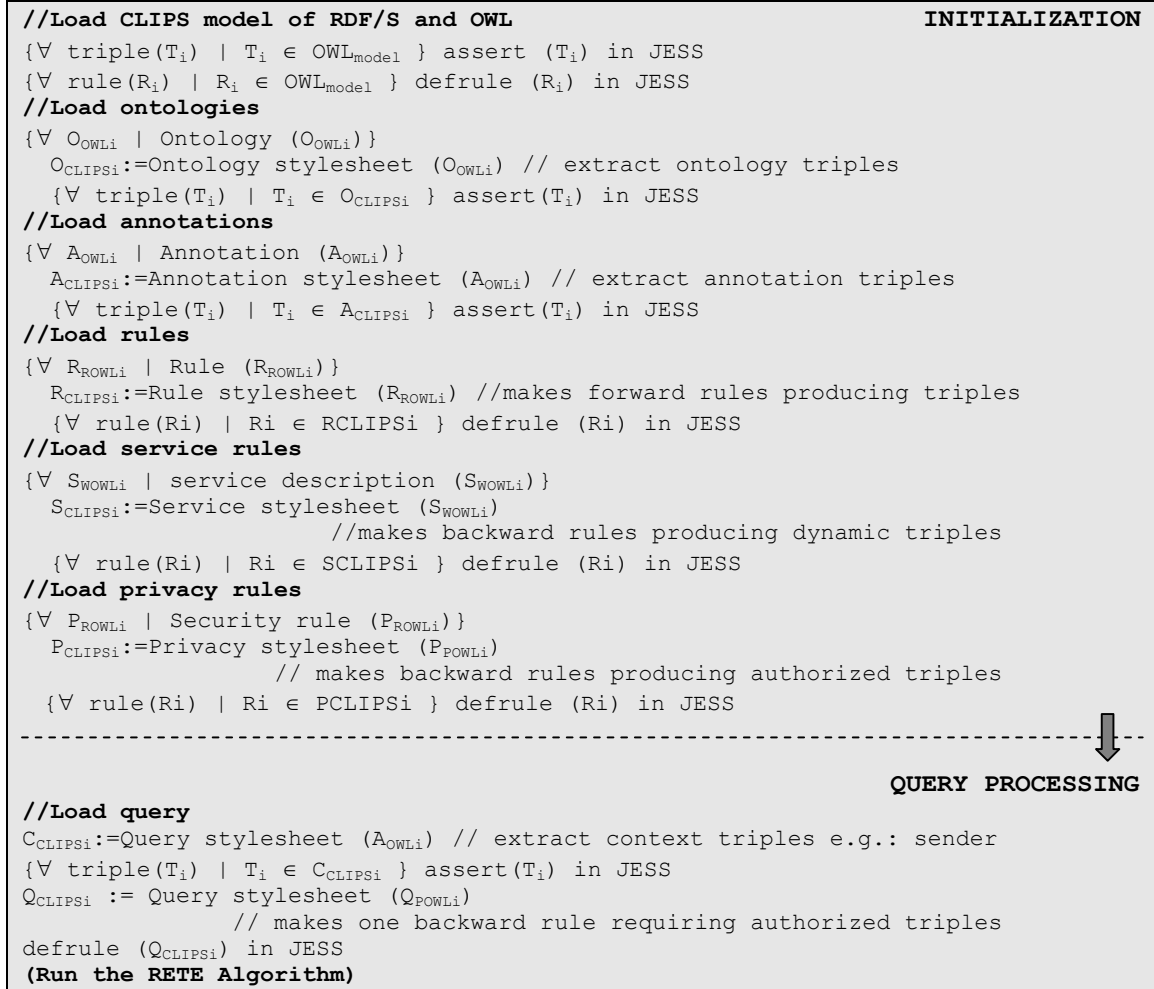 //Load CLIPS model of RDF/S and OWL INITIALIZATION
{∀ triple(Tᵢ) | Tᵢ ∈ OWLmodel } assert (Tᵢ) in JESS
{∀ rule(Rᵢ) | Rᵢ ∈ OWLmodel } defrule (Rᵢ) in JESS
//Load ontologies
{∀ OOWLi | Ontology (OOWLi)}
OCLIPSi:=Ontology stylesheet (OOWLi) // extract ontology triples
{∀ triple(Tᵢ) | Tᵢ ∈ OCLIPSi } assert(Tᵢ) in JESS
//Load annotations
{∀ AOWLi | Annotation (AOWLi)}
ACLIPSi:=Annotation stylesheet (AOWLi) // extract annotation triples
{∀ triple(Tᵢ) | Tᵢ ∈ ACLIPSi } assert(Tᵢ) in JESS
//Load rules
{∀ RROWLi | Rule (RROWLi)}
RCLIPSi:=Rule stylesheet (RROWLi) //makes forward rules producing triples
{∀ rule(Ri) | Ri ∈ RCLIPSi } defrule (Ri) in JESS
//Load service rules
{∀ SWOWLi | service description (SWOWLi)}
SCLIPSi:=Service stylesheet (SWOWLi)
//makes backward rules producing dynamic triples
{∀ rule(Ri) | Ri ∈ SCLIPSi } defrule (Ri) in JESS
//Load privacy rules
{∀ PROWLi | Security rule (PROWLi)}
PCLIPSi:=Privacy stylesheet (PPOWLi)
// makes backward rules producing authorized triples
{∀ rule(Ri) | Ri ∈ PCLIPSi } defrule (Ri) in JESS
QUERY PROCESSING
//Load query
CCLIPSi:=Query stylesheet (AOWLi) // extract context triples e.g.: sender
{∀ triple(Tᵢ) | Tᵢ ∈ CCLIPSi } assert(Tᵢ) in JESS
QCLIPSi := Query stylesheet (QPOWLi)
// makes one backward rule requiring authorized triples
defrule (QCLIPSi) in JESS
(Run the RETE Algorithm)